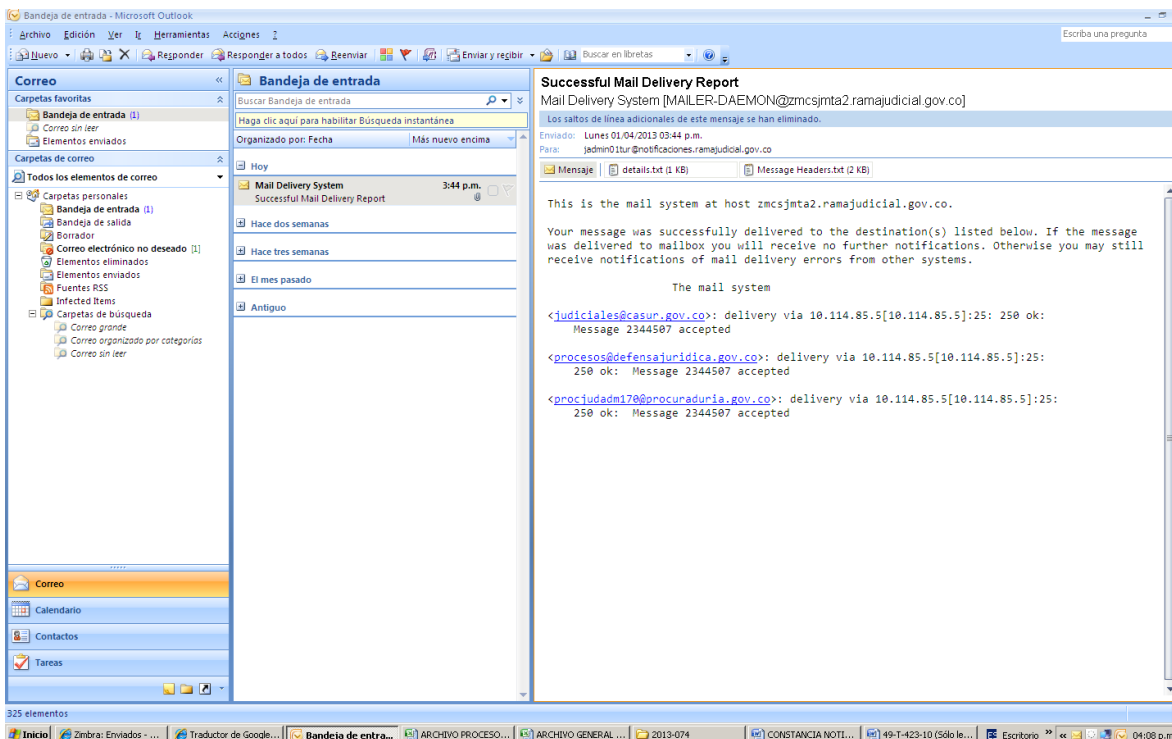 Bandeja de entrada - Microsoft Outlook
Archivo Edición Ver Ir Herramientas Acciones ? Escriba una pregunta
Nuevo Responder Responder a todos Reenviar Enviar y recibir Buscar en libretas
Correo «
Carpetas favoritas
Bandeja de entrada (1)
Correo sin leer
Elementos enviados
Carpetas de correo
Todos los elementos de correo
Carpetas personales
Bandeja de entrada (1)
Bandeja de salida
Borrador
Correo electrónico no deseado [1]
Elementos eliminados
Elementos enviados
Fuentes RSS
Infected Items
Carpetas de búsqueda
Correo grande
Correo organizado por categorías
Correo sin leer
Correo
Calendario
Contactos
Tareas
Bandeja de entrada
Buscar Bandeja de entrada
Haga clic aquí para habilitar Búsqueda instantánea
Organizado por: Fecha Más nuevo encima
Hoy
Mail Delivery System 3:44 p.m.
Successful Mail Delivery Report
Hace dos semanas
Hace tres semanas
El mes pasado
Antiguo
Successful Mail Delivery Report
Mail Delivery System [MAILER-DAEMON@zmcsjmta2.ramajudicial.gov.co]
Los saltos de línea adicionales de este mensaje se han eliminado.
Enviado: Lunes 01/04/2013 03:44 p.m.
Para: jadmin01tur@notificaciones.ramajudicial.gov.co
Mensaje details.txt (1 KB) Message Headers.txt (2 KB)
This is the mail system at host zmcsjmta2.ramajudicial.gov.co.
Your message was successfully delivered to the destination(s) listed below. If the message
was delivered to mailbox you will receive no further notifications. Otherwise you may still
receive notifications of mail delivery errors from other systems.
The mail system
<judiciales@casur.gov.co>: delivery via 10.114.85.5[10.114.85.5]:25: 250 ok:
Message 2344507 accepted
<procesos@defensajuridica.gov.co>: delivery via 10.114.85.5[10.114.85.5]:25:
250 ok: Message 2344507 accepted
<procjudadm170@procuraduria.gov.co>: delivery via 10.114.85.5[10.114.85.5]:25:
250 ok: Message 2344507 accepted
325 elementos
Inicio Zimbra: Enviados - ... Traductor de Google... Bandeja de entra... ARCHIVO PROCESO... ARCHIVO GENERAL ... 2013-074 CONSTANCIA NOTI... 49-T-423-10 (Sólo le... ES Escritorio » « 04:08 p.m.